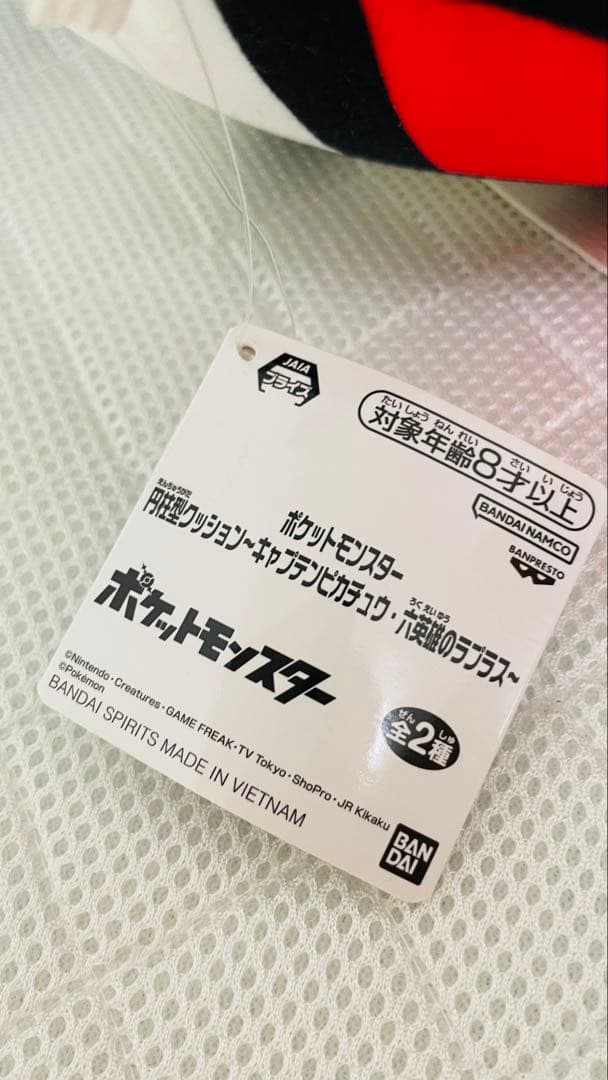 JAIA
プライズ
たいしょうねんれい さい いじょう
対象年齢8才以上
BANDAI NAMCO
BANPRESTO
ポケットモンスター
えんちゅうがた
円柱型クッション~キャプテンピカチュウ・六英雄のラプラス~
ろくえいゆう
ポケットモンスター
©Nintendo・Creatures・GAME FREAK・TV Tokyo・ShoPro・JR Kikaku
©Pokémon
BANDAI SPIRITS MADE IN VIETNAM
ぜん しゅ
全2種
BAN
DAI